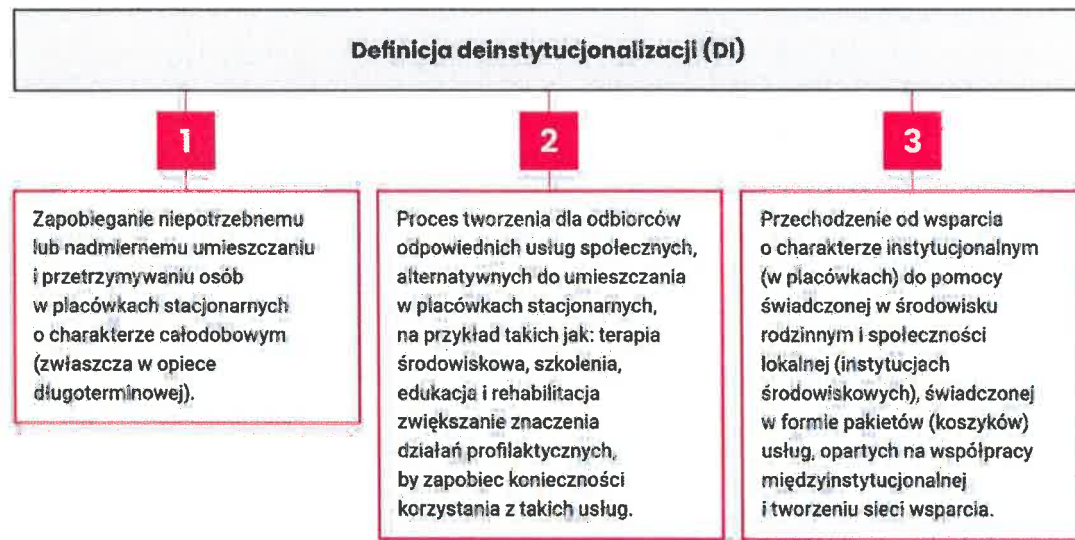 Definicja deinstytucjonalizacji (DI)
1
Zapobieganie niepotrzebnemu
lub nadmiernemu umieszczaniu
i przetrzymywaniu osób
w placówkach stacjonarnych
o charakterze całodobowym
(zwłaszcza w opiece
długoterminowej).
2
Proces tworzenia dla odbiorców
odpowiednich usług społecznych,
alternatywnych do umieszczania
w placówkach stacjonarnych,
na przykład takich jak: terapia
środowiskowa, szkolenia,
edukacja i rehabilitacja
zwiększanie znaczenia
działań profilaktycznych,
by zapobiec konieczności
korzystania z takich usług.
3
Przechodzenie od wsparcia
o charakterze instytucjonalnym
(w placówkach) do pomocy
świadczonej w środowisku
rodzinnym i społeczności
lokalnej (instytucjach
środowiskowych), świadczonej
w formie pakietów (koszyków)
usług, opartych na współpracy
międzyinstytucjonalnej
i tworzeniu sieci wsparcia.